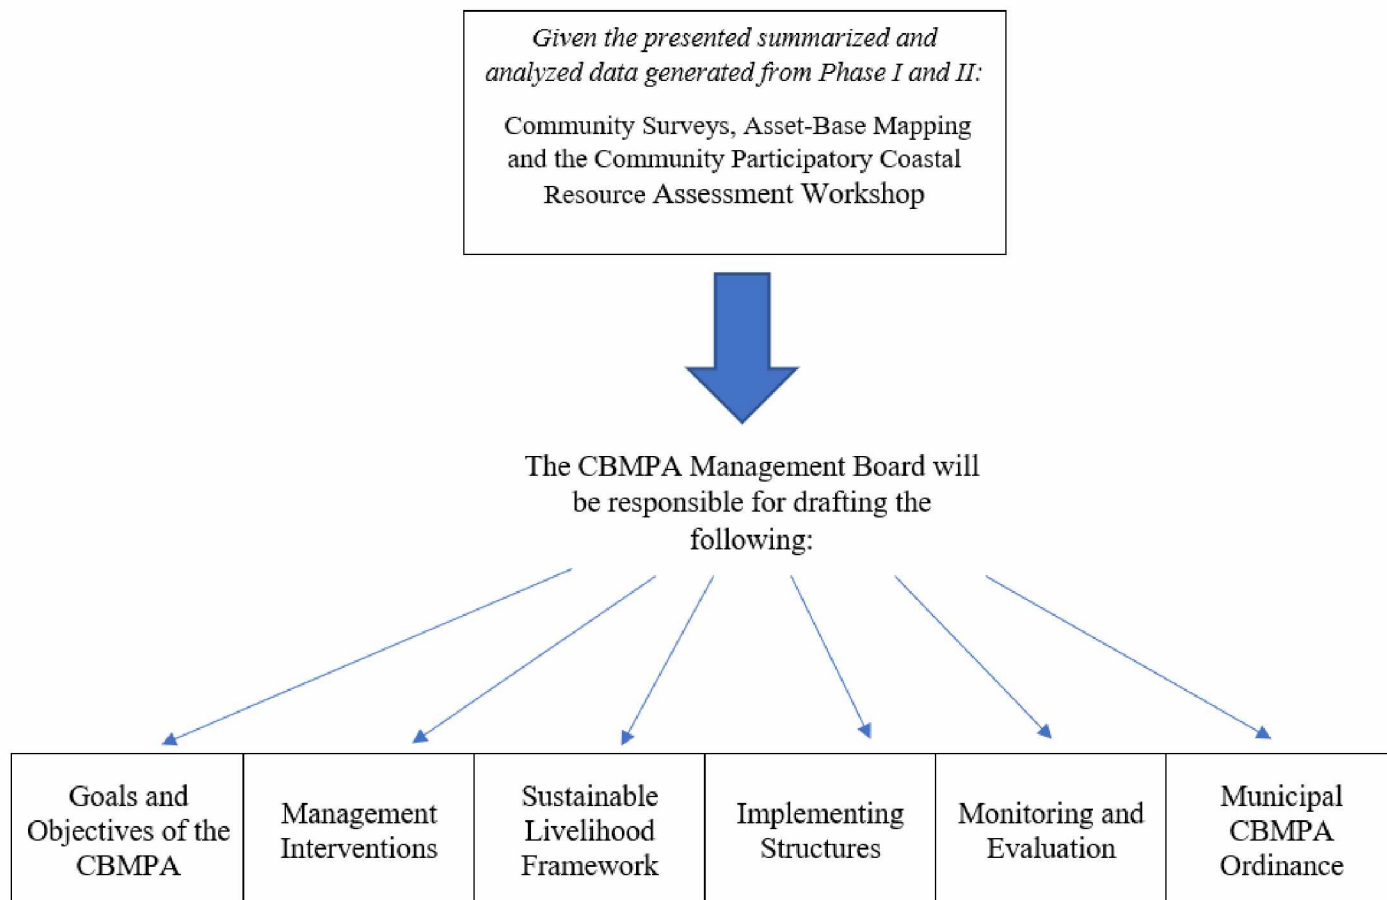 Given the presented summarized and
analyzed data generated from Phase I and II:
Community Surveys, Asset-Base Mapping
and the Community Participatory Coastal
Resource Assessment Workshop
The CBMPA Management Board will
be responsible for drafting the
following:
Goals and
Objectives of the
CBMPA
Management
Interventions
Sustainable
Livelihood
Framework
Implementing
Structures
Monitoring and
Evaluation
Municipal
CBMPA
Ordinance